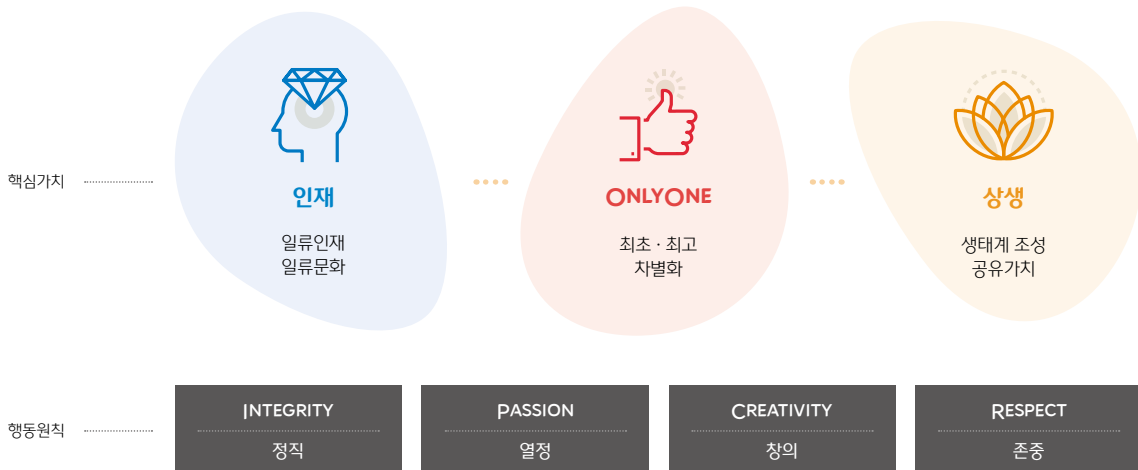 핵심가치
인재
일류인재
일류문화
ONLYONE
최초 · 최고
차별화
상생
생태계 조성
공유가치
행동원칙
INTEGRITY
정직
PASSION
열정
CREATIVITY
창의
RESPECT
존중